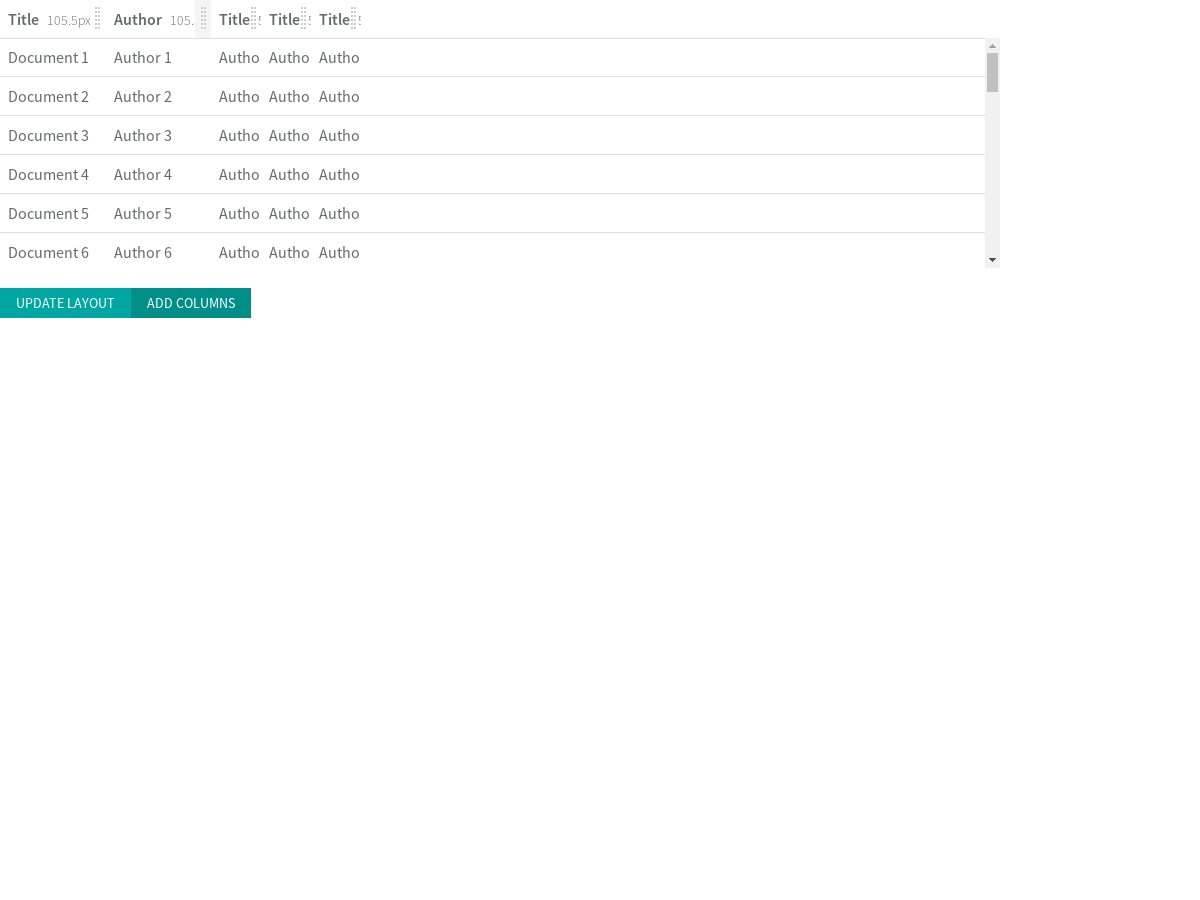 Title 105.5px Author 105. Title Title Title
Document 1 Author 1 Autho Autho Autho
Document 2 Author 2 Autho Autho Autho
Document 3 Author 3 Autho Autho Autho
Document 4 Author 4 Autho Autho Autho
Document 5 Author 5 Autho Autho Autho
Document 6 Author 6 Autho Autho Autho
UPDATE LAYOUT ADD COLUMNS